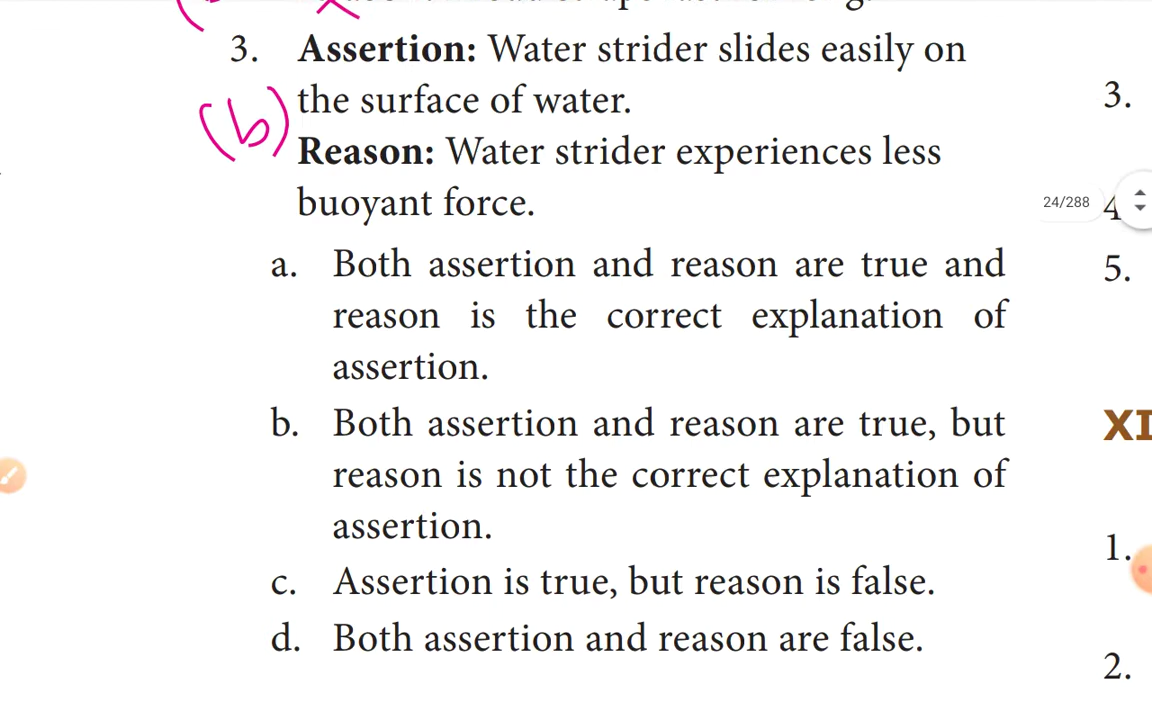 3. Assertion: Water strider slides easily on
the surface of water.
(b)
Reason: Water strider experiences less
buoyant force.
a. Both assertion and reason are true and
reason is the correct explanation of
assertion.
b. Both assertion and reason are true, but
reason is not the correct explanation of
assertion.
c. Assertion is true, but reason is false.
d. Both assertion and reason are false.
3.
24/288
4
5.
XI
1.
2.